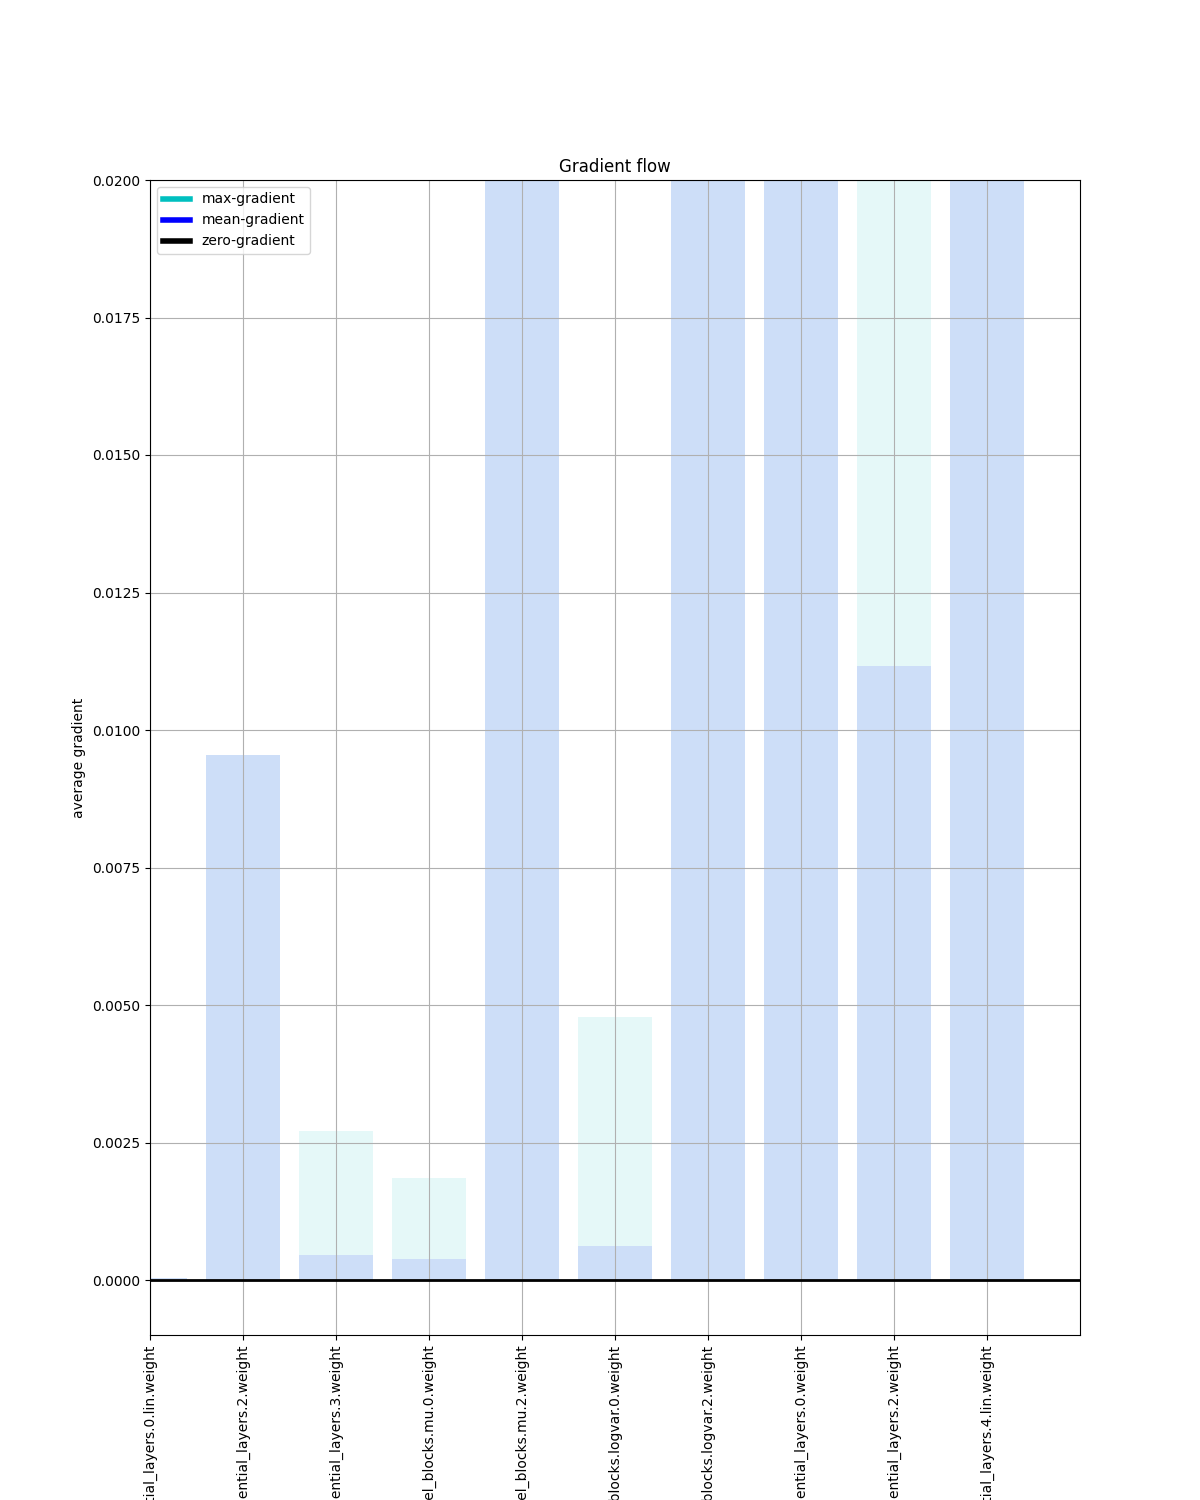 Gradient flow
max-gradient
mean-gradient
zero-gradient
0.0200
0.0175
0.0150
0.0125
0.0100
0.0075
0.0050
0.0025
0.0000
average gradient
tial_layers.0.lin.weight
ential_layers.2.weight
ential_layers.3.weight
el_blocks.mu.0.weight
el_blocks.mu.2.weight
blocks.logvar.0.weight
blocks.logvar.2.weight
ential_layers.0.weight
ential_layers.2.weight
tial_layers.4.lin.weight